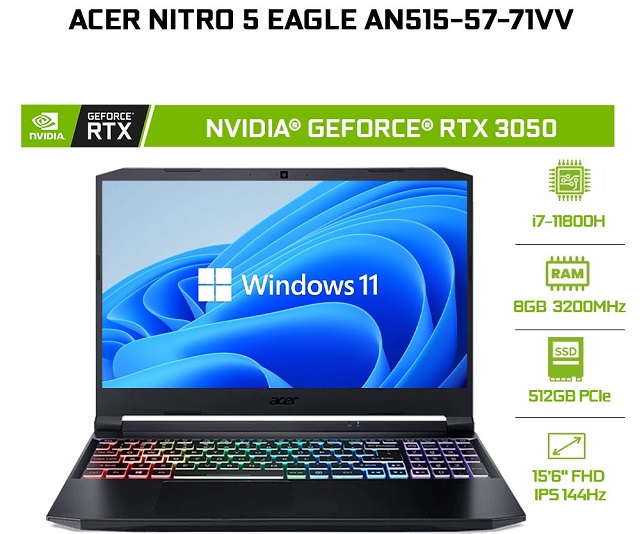 ACER NITRO 5 EAGLE AN515-57-71VV
NVIDIA.
GEFORCE®
RTX
NVIDIA® GEFORCE® RTX 3050
i7-11800H
RAM
8GB 3200MHz
SSD
512GB PCIe
15'6" FHD
IPS 144Hz
Windows 11
acer